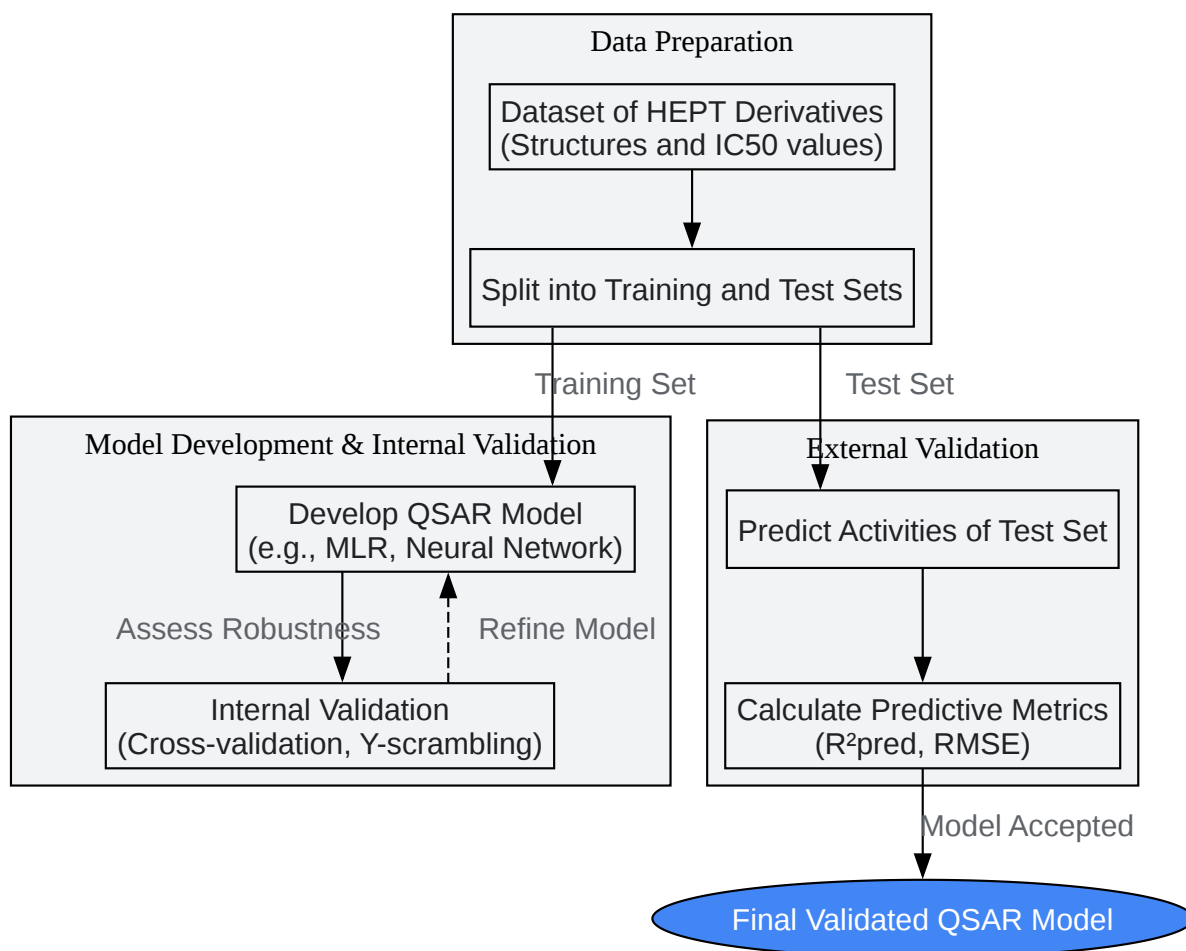 Data Preparation
Dataset of HEPT Derivatives
(Structures and IC50 values)
Split into Training and Test Sets
Training Set
Test Set
Model Development & Internal Validation
Develop QSAR Model
(e.g., MLR, Neural Network)
Assess Robustness
Refine Model
Internal Validation
(Cross-validation, Y-scrambling)
External Validation
Predict Activities of Test Set
Calculate Predictive Metrics
(R²pred, RMSE)
Model Accepted
Final Validated QSAR Model